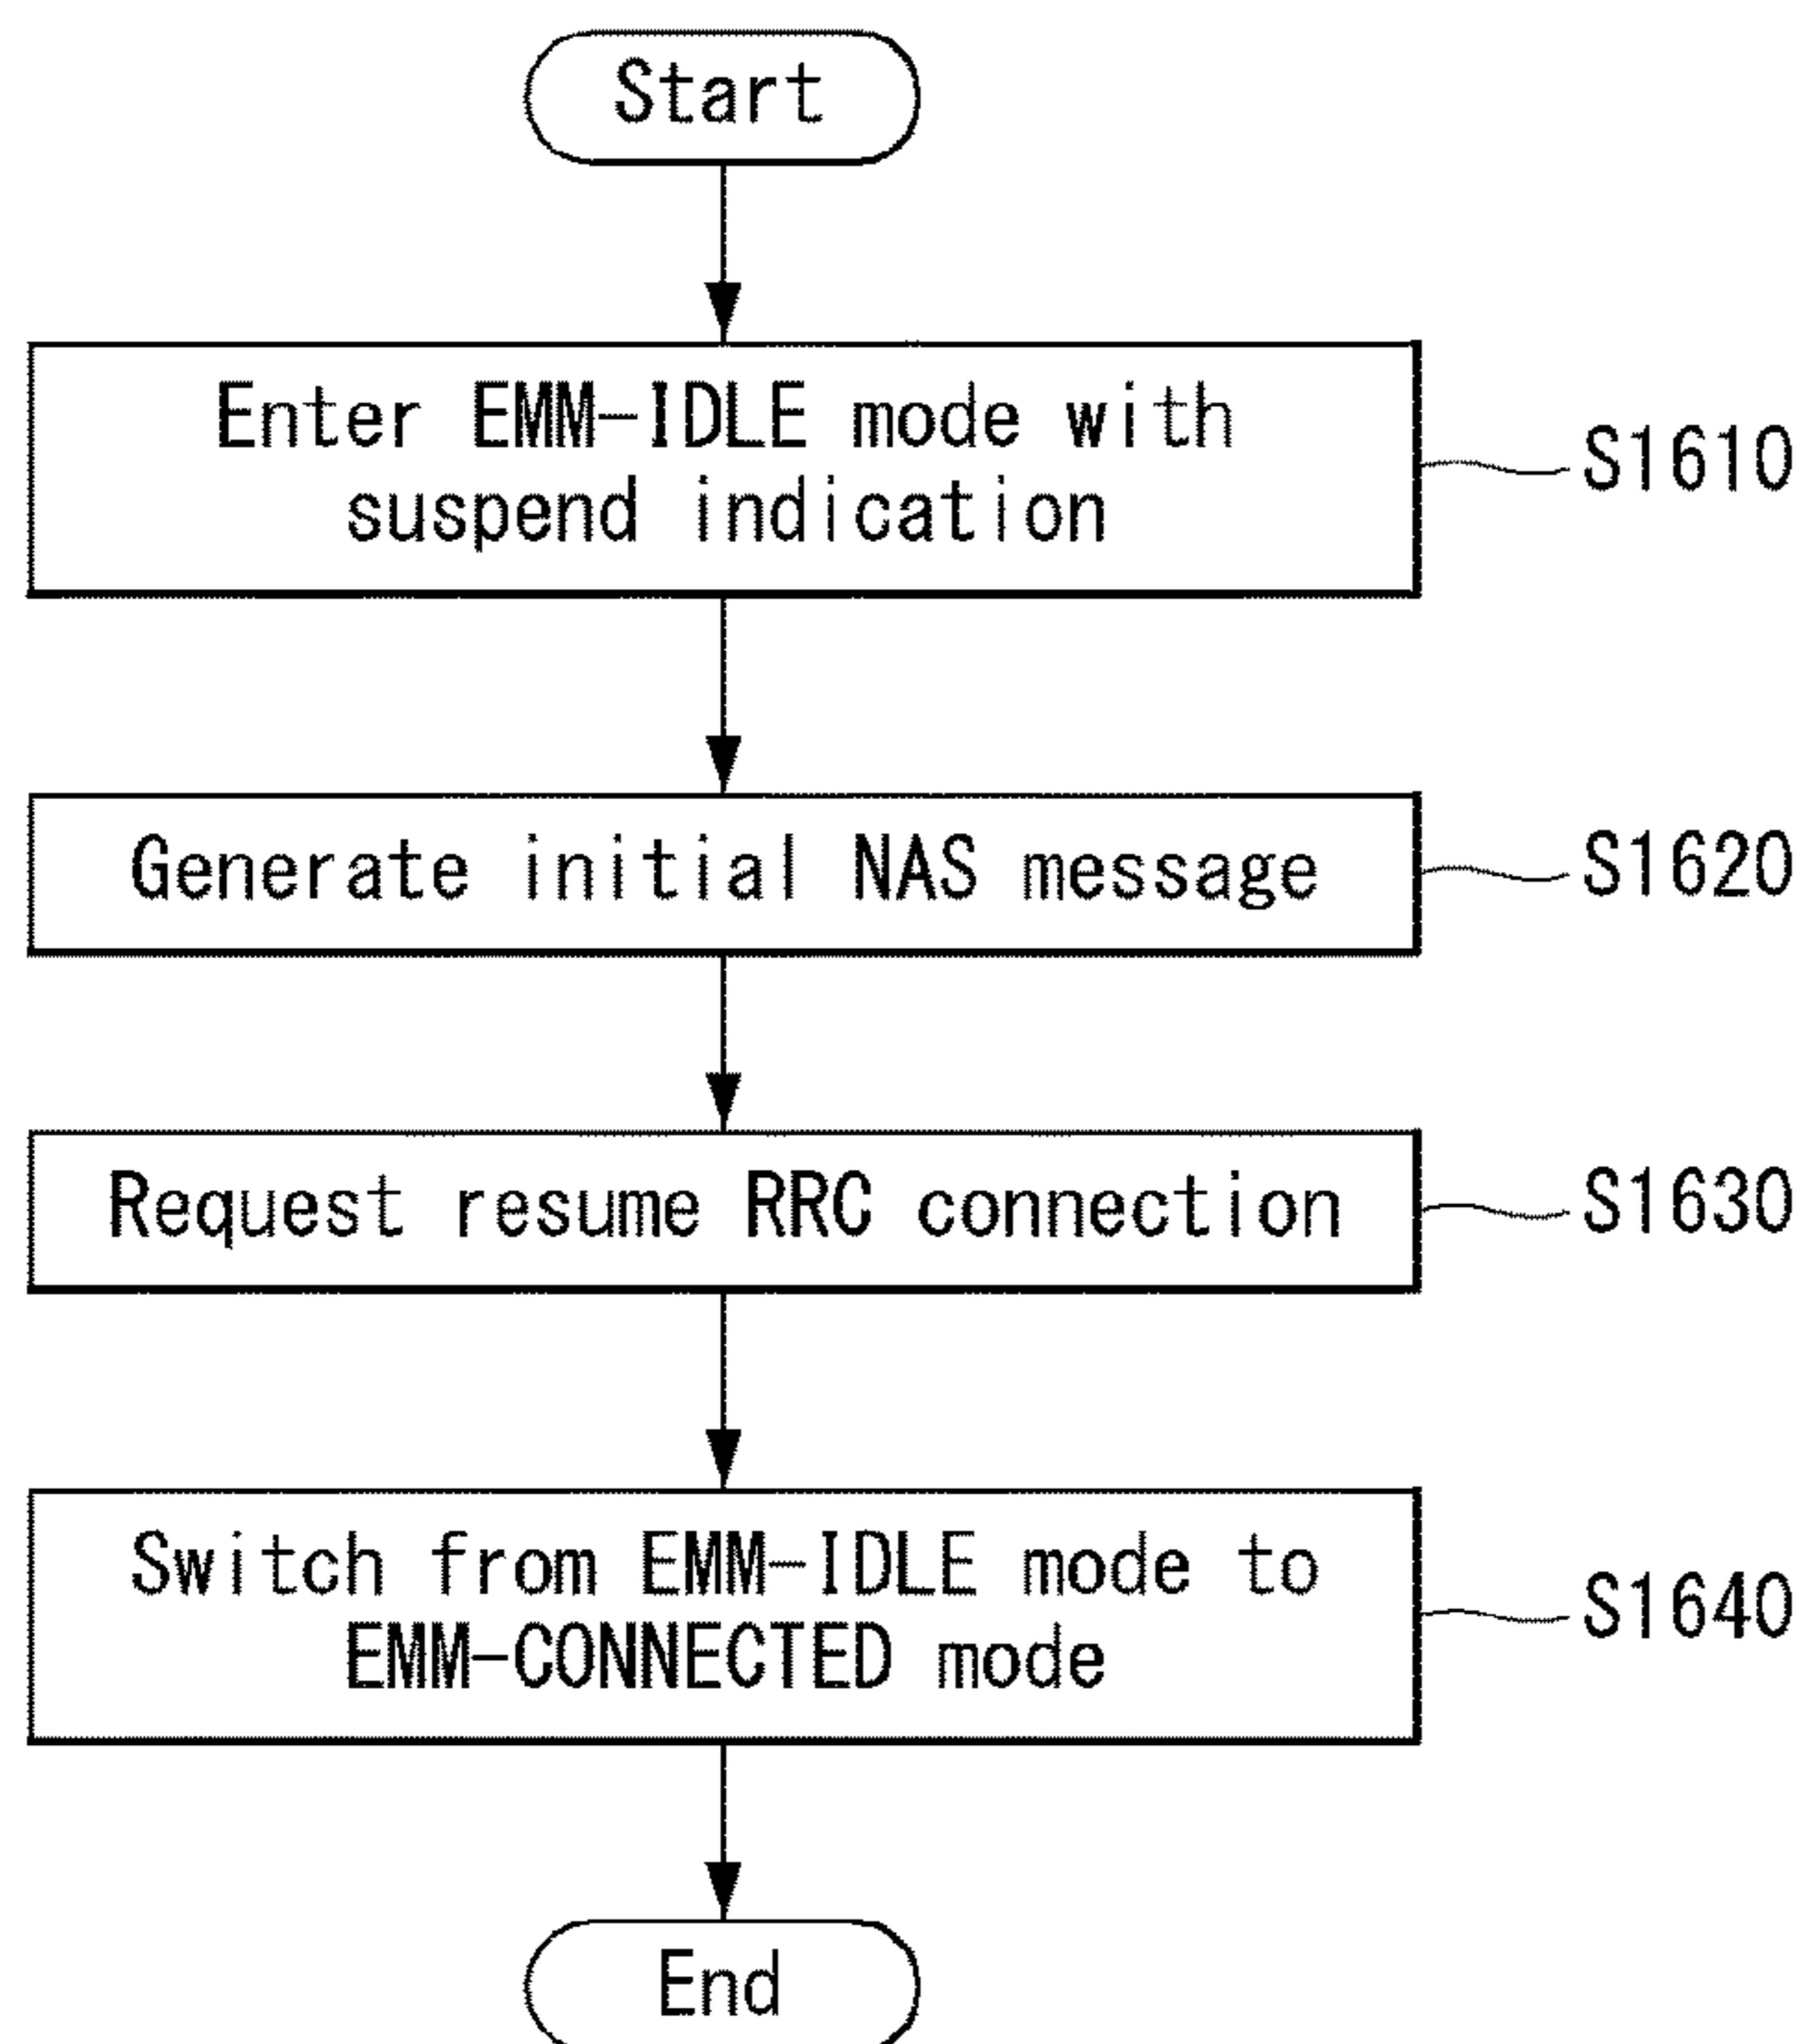 Start
Enter EMM-IDLE mode with
suspend indication
S1610
Generate initial NAS message
S1620
Request resume RRC connection
S1630
Switch from EMM-IDLE mode to
EMM-CONNECTED mode
S1640
End